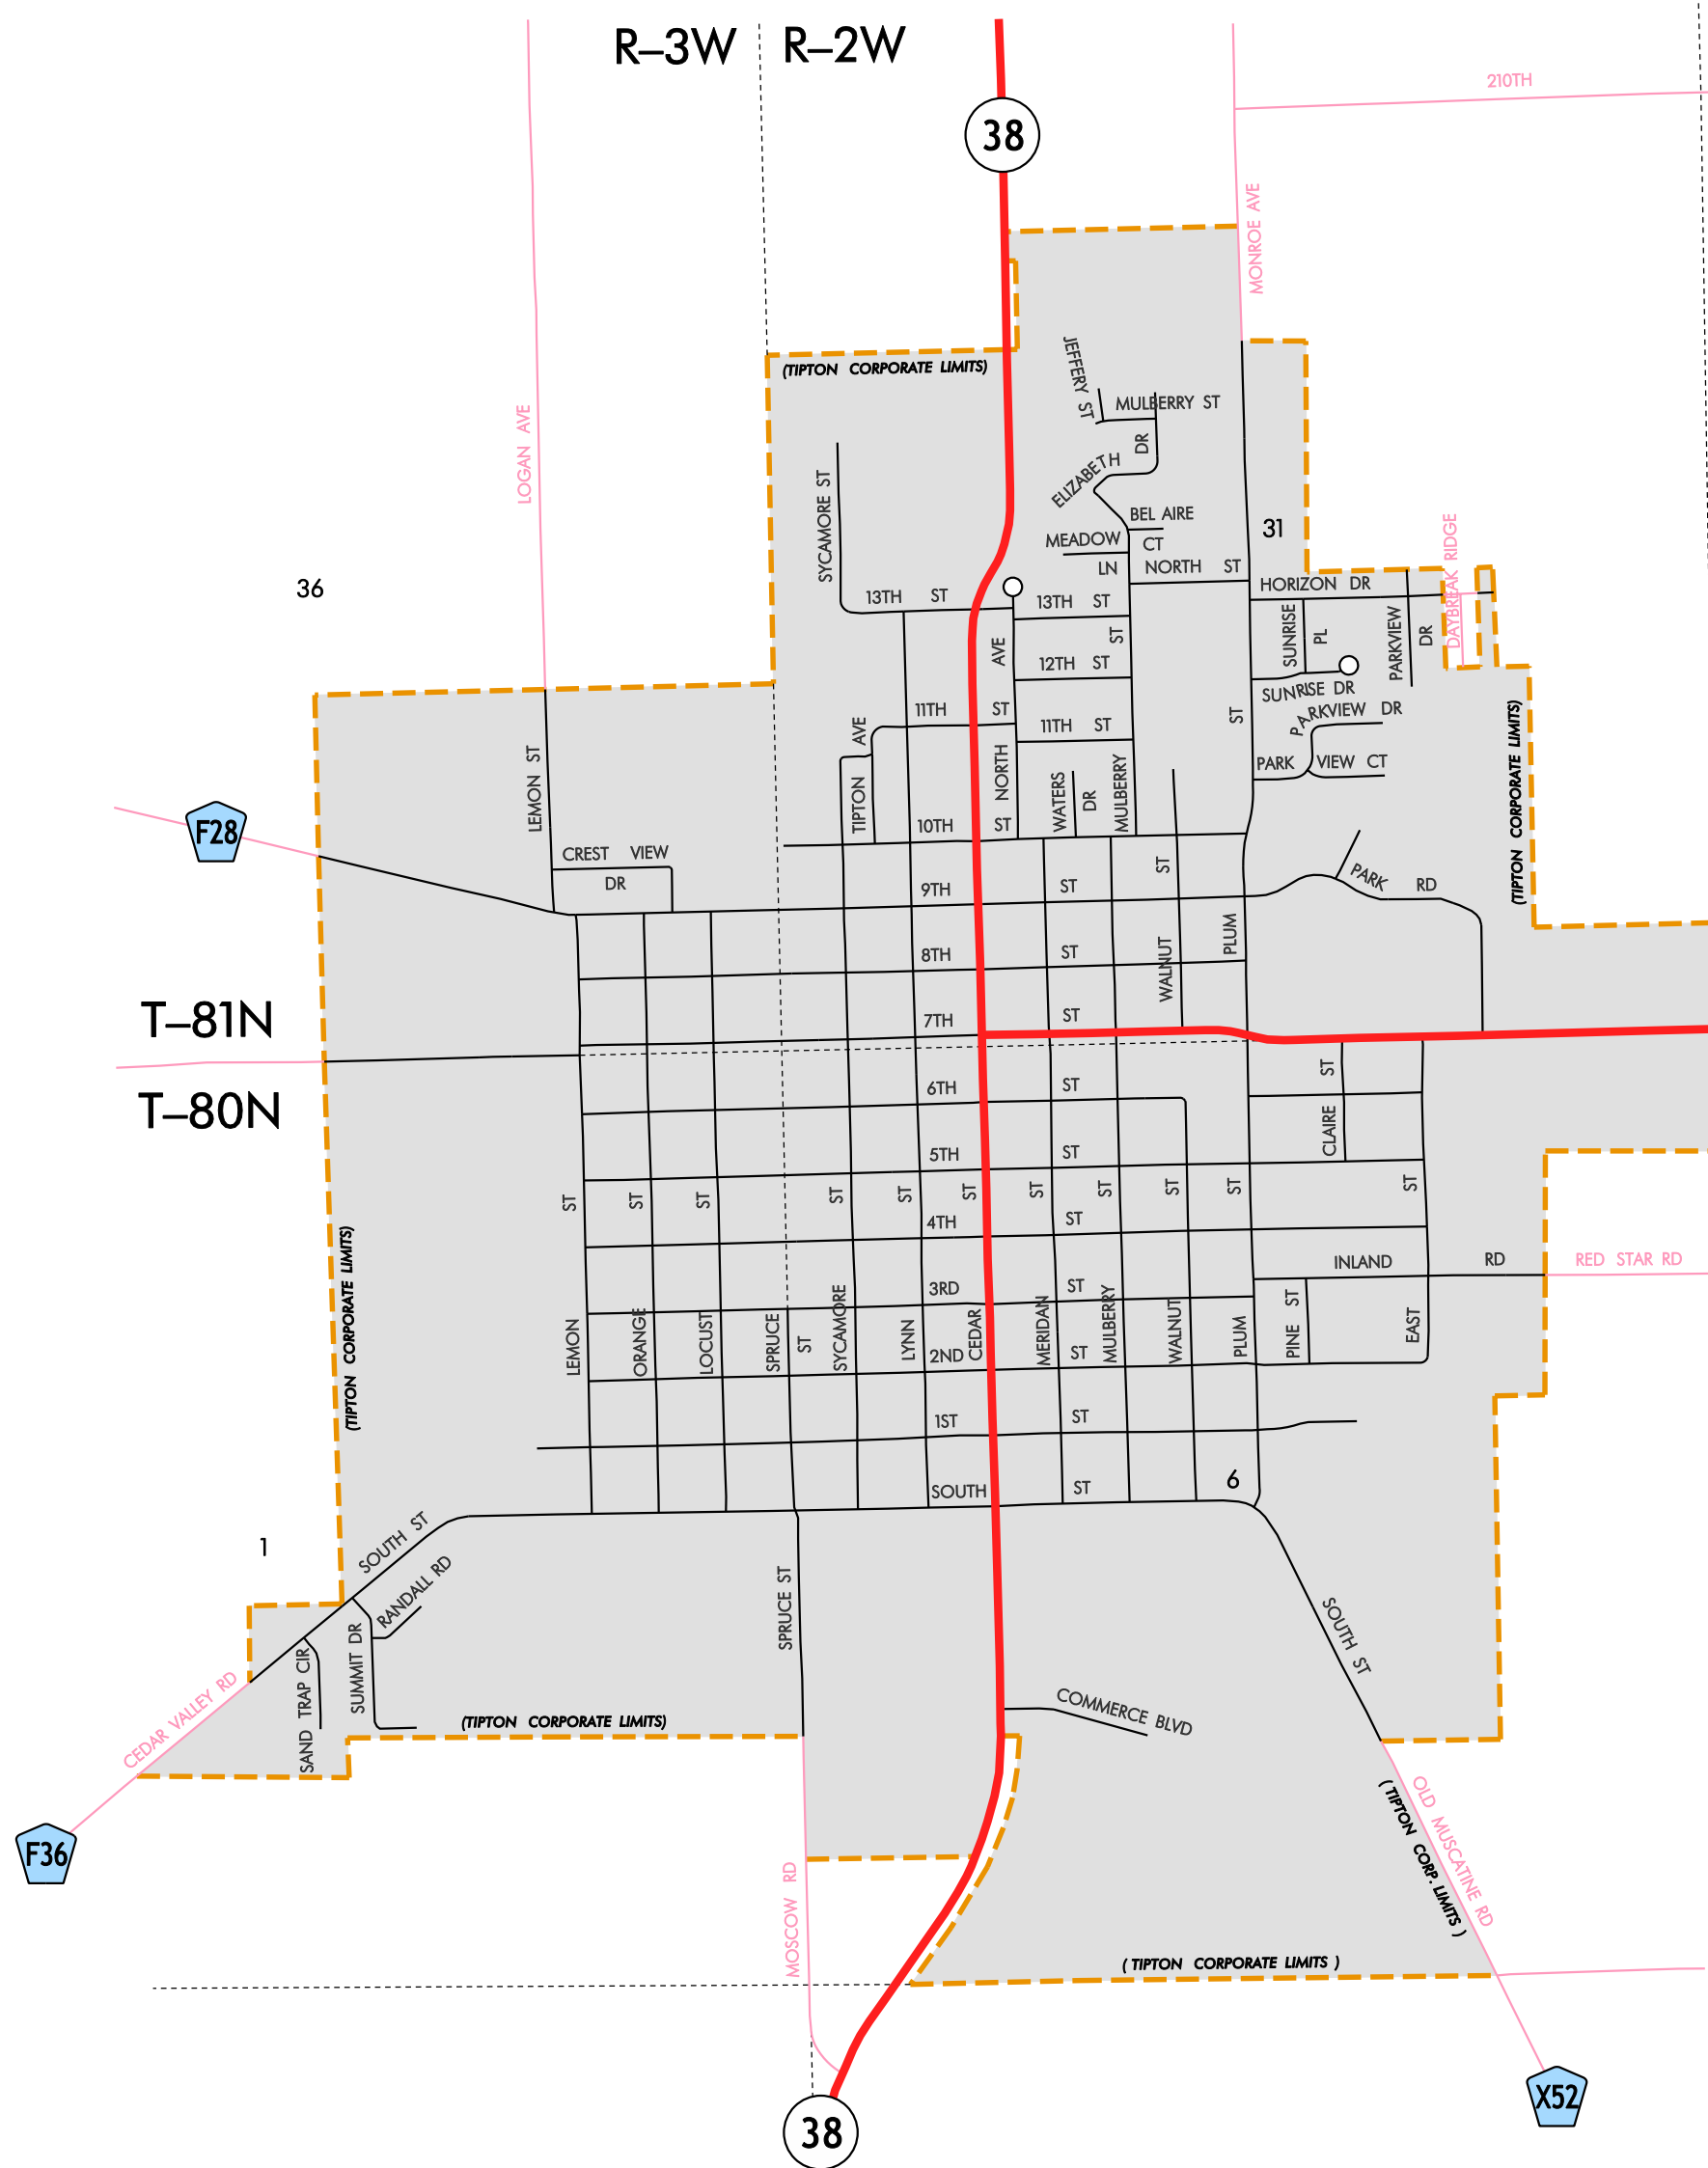 R–3W
R–2W
210TH
38
MONROE AVE
(TIPTON CORPORATE LIMITS)
JEFFERY ST
MULBERRY ST
LOGAN AVE
ELIZABETH DR
SYCAMORE ST
BEL AIRE CT
31
DAYBREAK RIDGE
MEADOW LN
NORTH ST
36
HORIZON DR
13TH ST
13TH ST
SUNRISE PL
PARKVIEW DR
12TH ST
SUNRISE DR
11TH ST
PARKVIEW DR
11TH ST
TIPTON AVE
NORTH AVE
LEMON ST
WATERS DR
MULBERRY ST
PARK VIEW CT
(TIPTON CORPORATE LIMITS)
F28
10TH ST
CREST VIEW DR
9TH ST
PARK RD
PLUM ST
WALNUT ST
8TH ST
T–81N
7TH ST
T–80N
6TH ST
CLAIRE ST
5TH ST
4TH ST
INLAND RD
RED STAR RD
3RD ST
(TIPTON CORPORATE LIMITS)
LEMON ST
ORANGE ST
LOCUST ST
SPRUCE ST
SYCAMORE ST
LYNN ST
CEDAR ST
MERIDAN ST
MULBERRY ST
WALNUT ST
PLUM ST
PINE ST
EAST ST
2ND ST
1ST ST
6
SOUTH ST
1
SOUTH ST
RANDALL RD
SPRUCE ST
SOUTH ST
SUMMIT DR
SAND TRAP CIR
CEDAR VALLEY RD
(TIPTON CORPORATE LIMITS)
COMMERCE BLVD
F36
OLD MUSCATINE RD
(TIPTON CORP. LIMITS )
MOSCOW RD
( TIPTON CORPORATE LIMITS )
X52
38